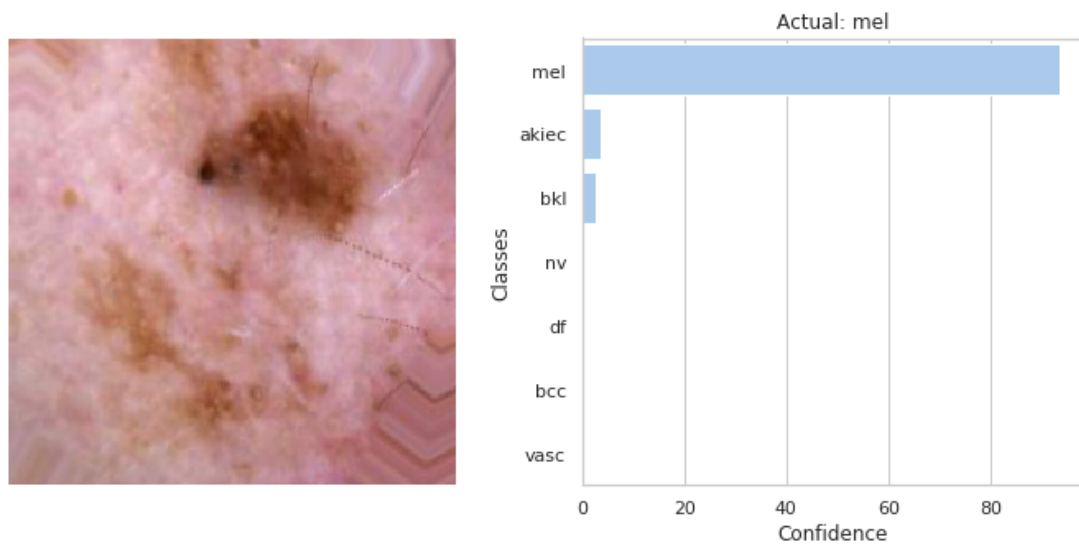 Actual: mel
mel
akiec
bkl
nv
df
bcc
vasc
Classes
0 20 40 60 80
Confidence